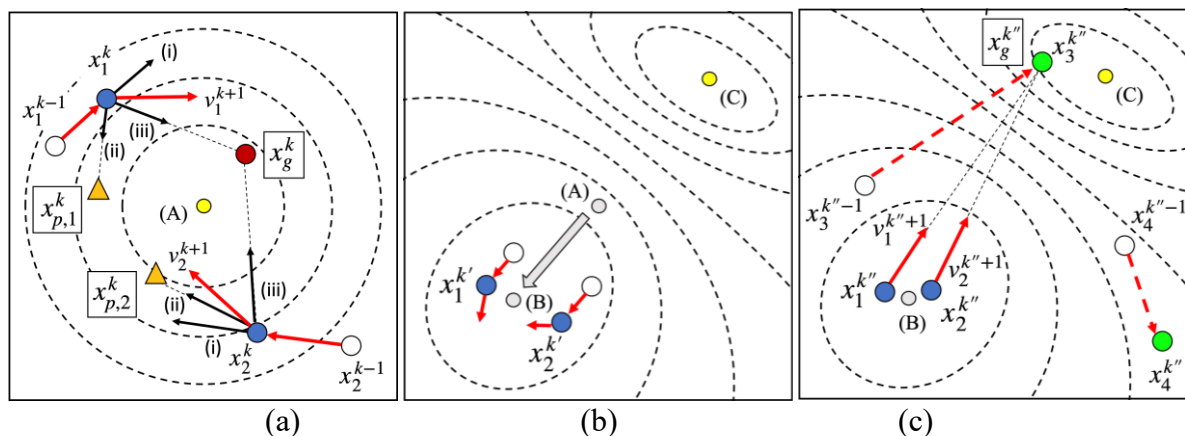 x_1^k
(i)
x_1^{k-1}
v_1^{k+1}
(ii)
(iii)
x_g^k
x_{p,1}^k
(A)
v_2^{k+1}
x_{p,2}^k
(ii)
(iii)
(i)
x_2^k
x_2^{k-1}
(a)
(C)
(A)
x_1^{k'}
(B)
x_2^{k'}
(b)
x_g^{k''}
x_3^{k''}
(C)
x_3^{k''-1}
v_1^{k''+1}
x_4^{k''-1}
x_1^{k''}
v_2^{k''+1}
(B)
x_2^{k''}
x_4^{k''}
(c)